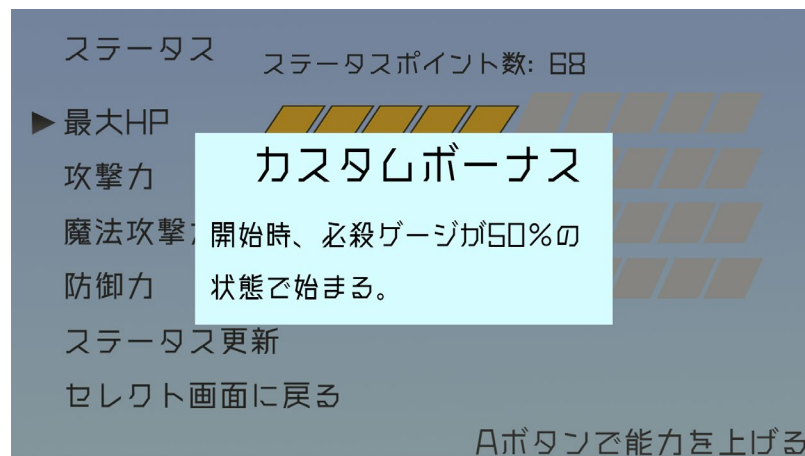 ステータス
ステータスポイント数: 68
▶最大HP
攻撃力
魔法攻撃
防御力
ステータス更新
セレクト画面に戻る
Aボタンで能力を上げる
カスタムボーナス
開始時、必殺ゲージが50%の
状態で始まる。